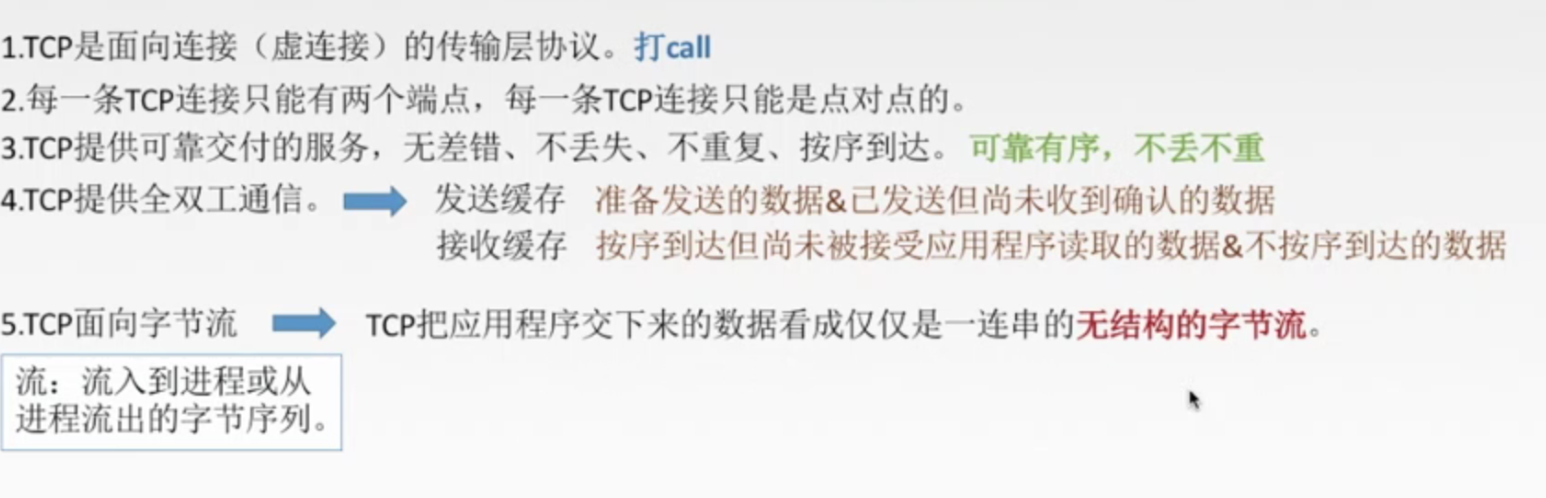 1.TCP是面向连接（虚连接）的传输层协议。打call
2.每一条TCP连接只能有两个端点，每一条TCP连接只能是点对点的。
3.TCP提供可靠交付的服务，无差错、不丢失、不重复、按序到达。可靠有序，不丢不重
4.TCP提供全双工通信。 发送缓存 准备发送的数据&已发送但尚未收到确认的数据
接收缓存 按序到达但尚未被接受应用程序读取的数据&不按序到达的数据
5.TCP面向字节流 TCP把应用程序交下来的数据看成仅仅是一连串的无结构的字节流。
流：流入到进程或从
进程流出的字节序列。